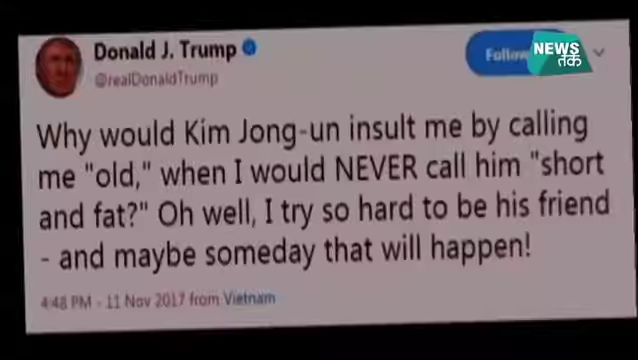 Donald J. Trump
@realDonaldTrump
NEWS
तक
Why would Kim Jong-un insult me by calling
me "old," when I would NEVER call him "short
and fat?" Oh well, I try so hard to be his friend
- and maybe someday that will happen!
4:48 PM - 11 Nov 2017 from Vietnam